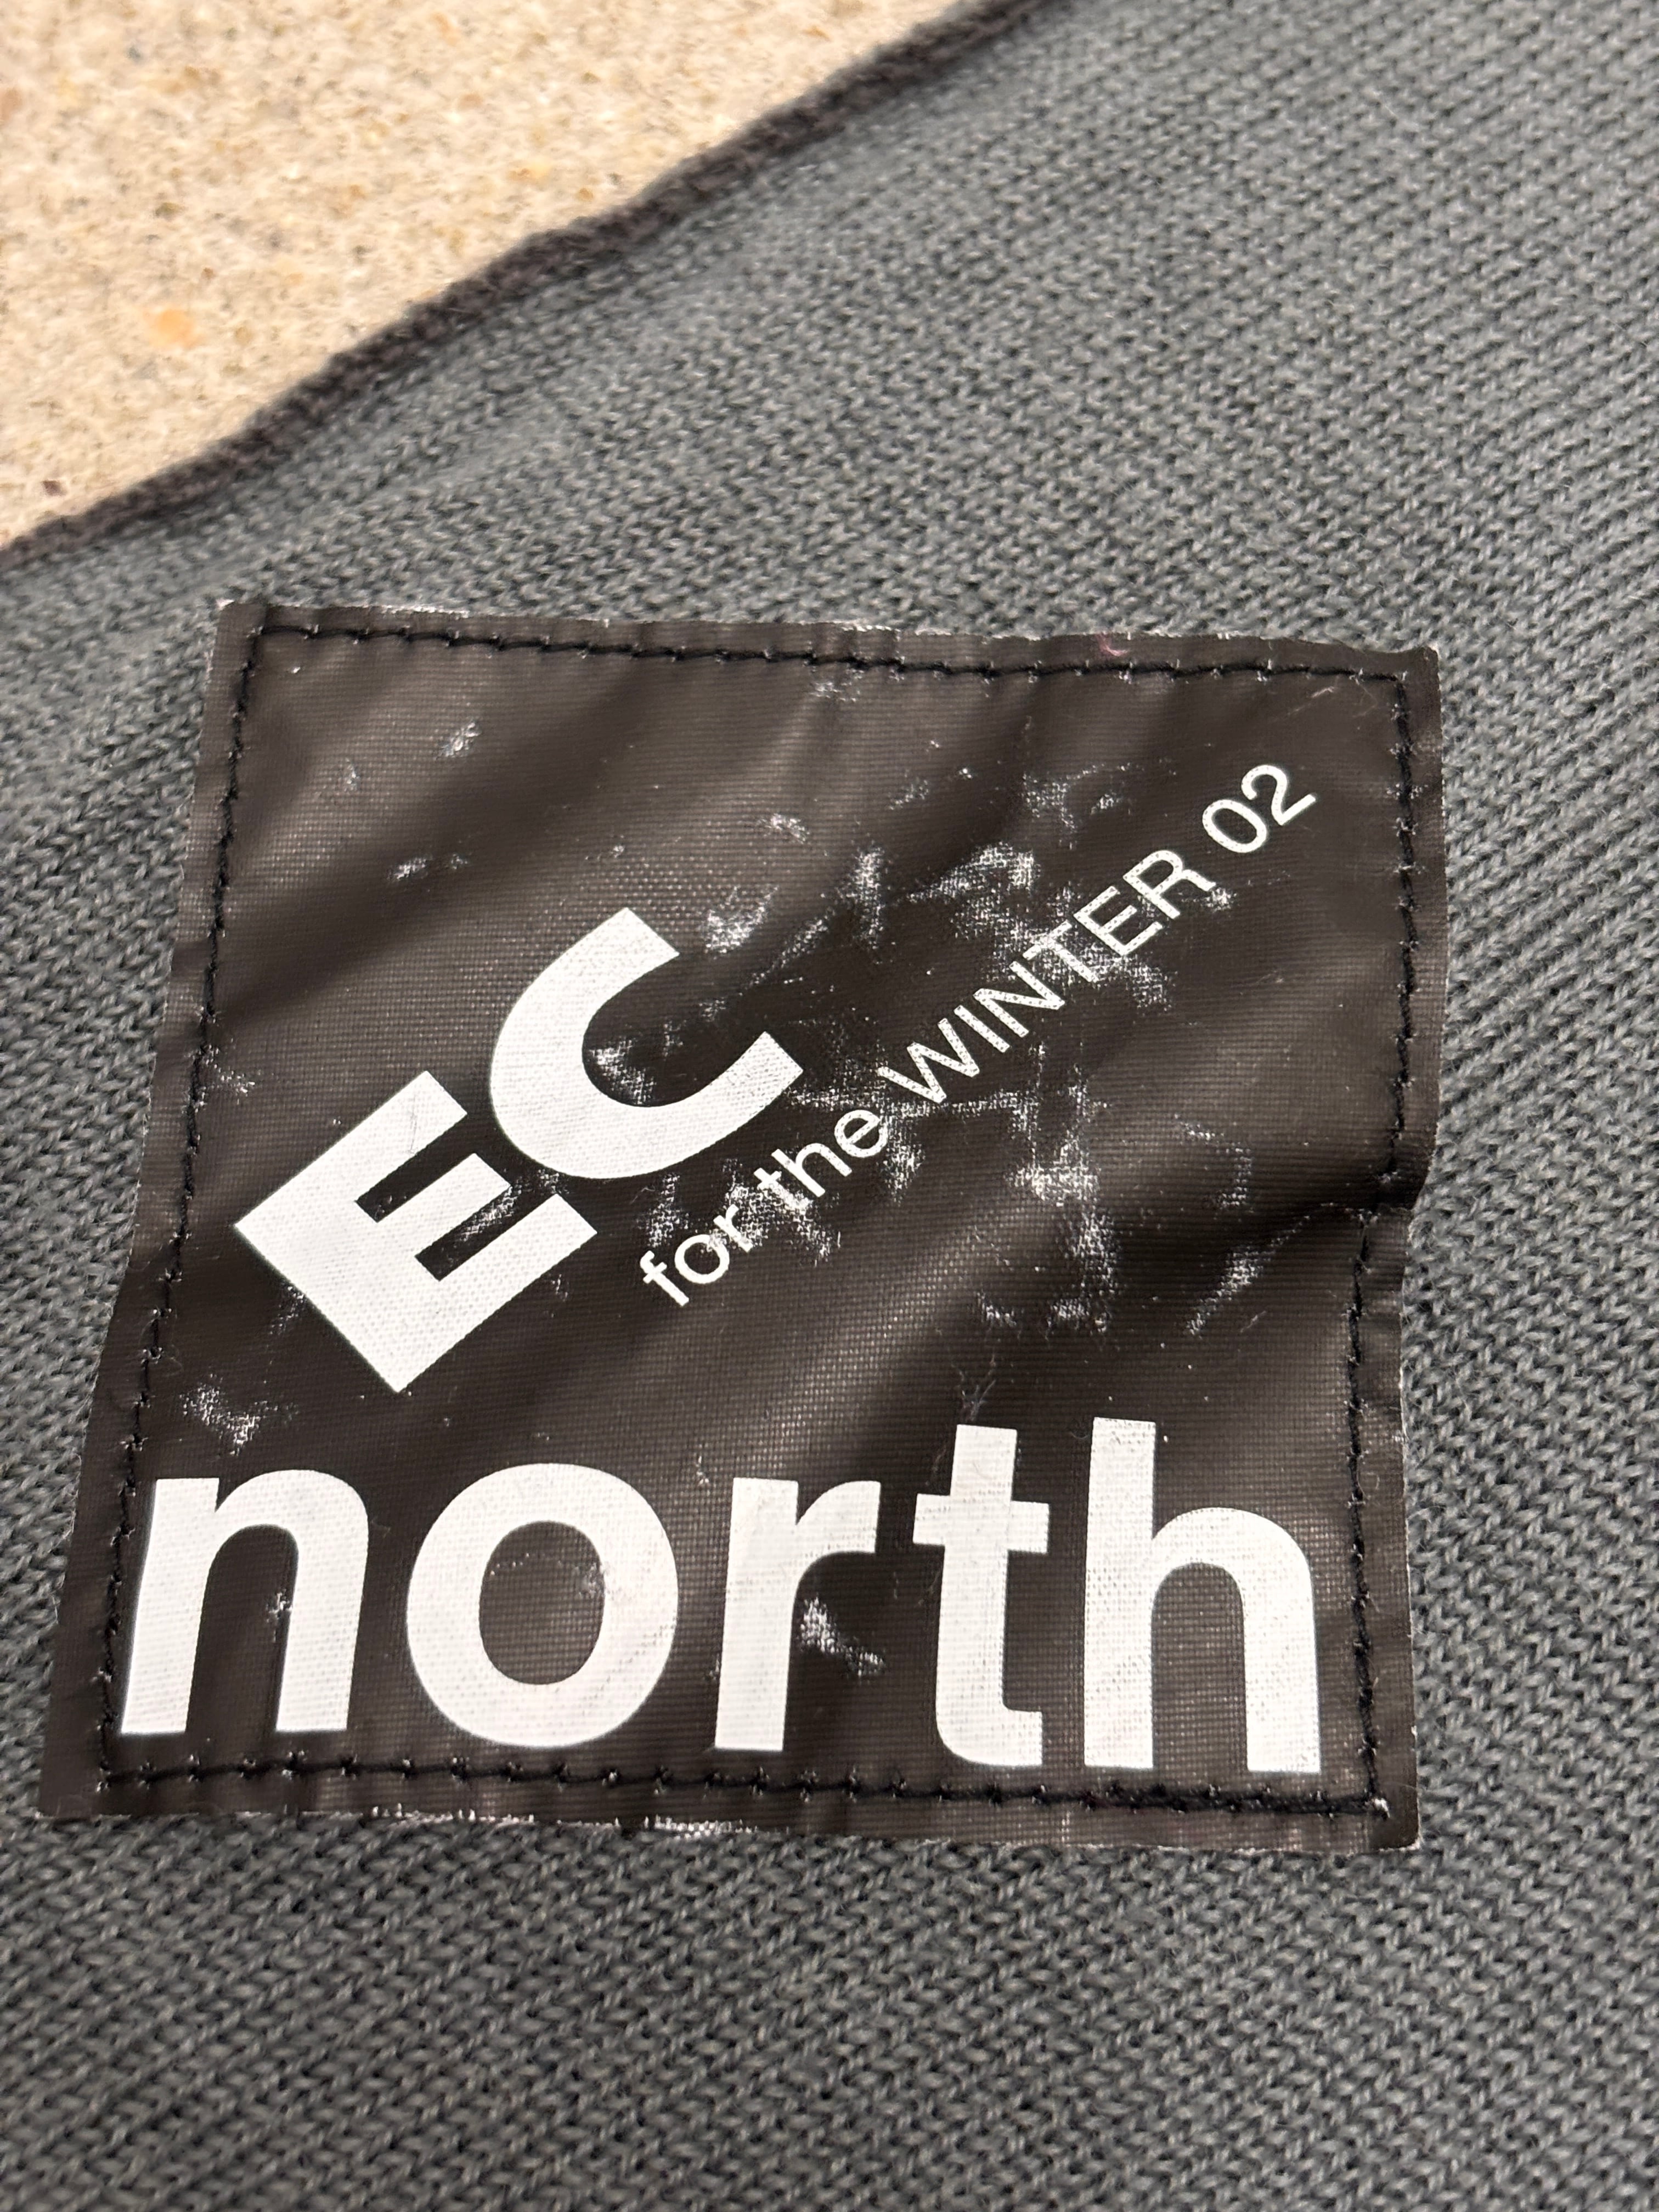 EC
for the WINTER 02
north